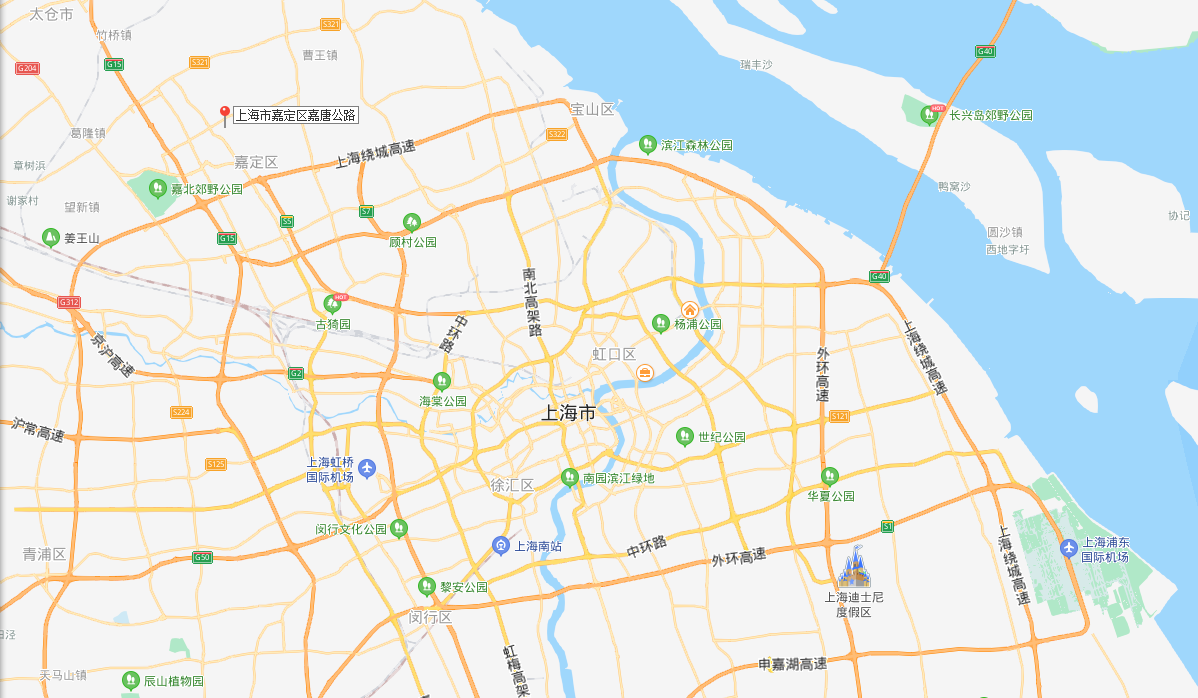 太仓市
竹桥镇
S321
曹王镇
G40
G15
S321
瑞丰沙
G204
上海市嘉定区嘉唐公路
宝山区
HOT
长兴岛郊野公园
葛隆镇
S322
滨江森林公园
嘉定区
上海绕城高速
章树浜
嘉北郊野公园
鸭窝沙
谢家村
望新镇
S7
协记
S5
顾村公园
圆沙镇
姜王山
G15
酉地字圩
南北高架路
G40
G312
HOT
古猗园
中环路
杨浦公园
上海绕城高速
京沪高速
虹口区
外环高速
G2
海棠公园
上海市
S224
S121
沪常高速
世纪公园
S125
上海虹桥
国际机场
徐汇区
南园滨江绿地
华夏公园
闵行文化公园
S1
青浦区
G50
上海南站
中环路
外环高速
上海绕城高速
上海浦东
国际机场
黎安公园
上海迪士尼
度假区
闵行区
天马山镇
虹梅高架
申嘉湖高速
辰山植物园